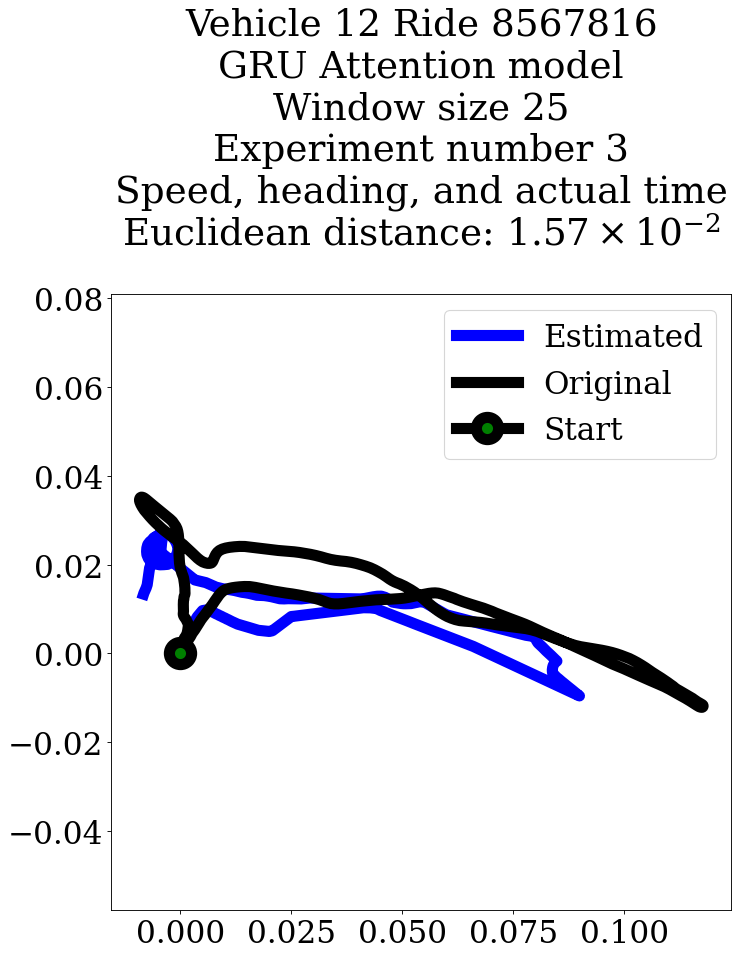 Vehicle 12 Ride 8567816
GRU Attention model
Window size 25
Experiment number 3
Speed, heading, and actual time
Euclidean distance: 1.57 × 10⁻²
0.08
0.06
0.04
0.02
0.00
−0.02
−0.04
Estimated
Original
Start
0.000 0.025 0.050 0.075 0.100